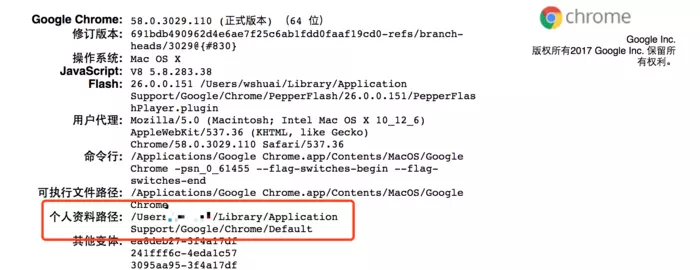 Google Chrome: 58.0.3029.110 (正式版本) (64 位)
修订版本: 691bdb490962d4e6ae7f25c6ab1fdd0faaf19cd0-refs/branch-
heads/3029@{#830}
操作系统: Mac OS X
JavaScript: V8 5.8.283.38
Flash: 26.0.0.151 /Users/wshuai/Library/Application
Support/Google/Chrome/PepperFlash/26.0.0.151/PepperFlas
hPlayer.plugin
用户代理: Mozilla/5.0 (Macintosh; Intel Mac OS X 10_12_6)
AppleWebKit/537.36 (KHTML, like Gecko)
Chrome/58.0.3029.110 Safari/537.36
命令行: /Applications/Google Chrome.app/Contents/MacOS/Google
Chrome -psn_0_61455 --flag-switches-begin --flag-
switches-end
可执行文件路径: /Applications/Google Chrome.app/Contents/MacOS/Google
Chrome
个人资料路径: /Users /Library/Application
Support/Google/Chrome/Default
其他变体: ea8deb27-3f4a17df
241fff6c-4eda1c57
3095aa95-3f4a17df
chrome
Google Inc.
版权所有2017 Google Inc. 保留所
有权利。